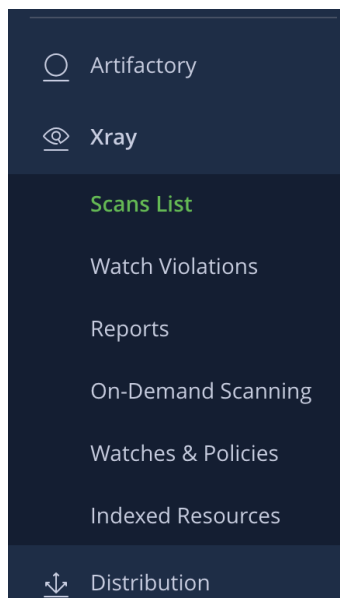 Artifactory
Xray
Scans List
Watch Violations
Reports
On-Demand Scanning
Watches & Policies
Indexed Resources
Distribution